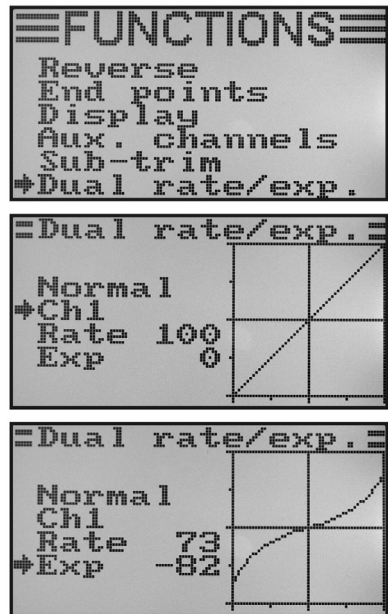 FUNCTIONS
Reverse
End points
Display
Aux. channels
Sub-trim
Dual rate/exp.
Dual rate/exp.
Normal
Ch1
Rate 100
Exp 0
Dual rate/exp.
Normal
Ch1
Rate 73
Exp -82